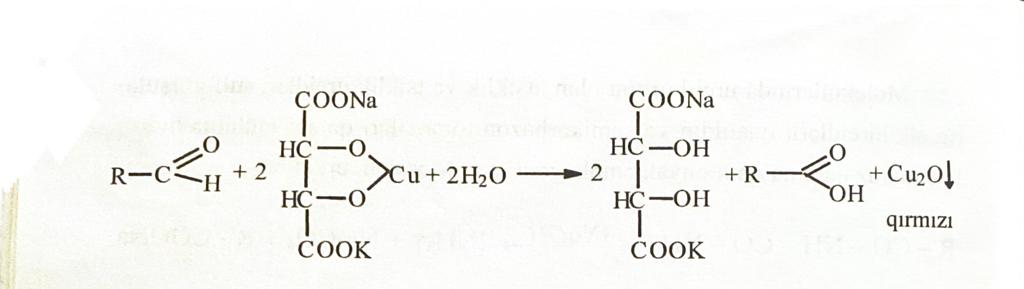 COONa COONa
HC—O HC—OH
R—C=O—H + 2 Cu + 2H₂O → 2 + R—C=O OH + Cu₂O↓
HC—O HC—OH qırmızı
COOK COOK